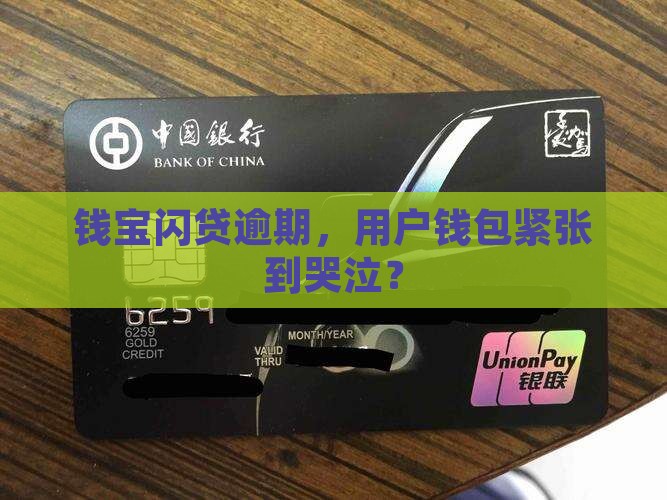 中国銀行
BANK OF CHINA
钱宝闪贷逾期，用户钱包紧张
到哭泣？
6259
6259
GOLD
CREDIT
MONTH/YEAR
VALID
THRU
UnionPay
银联